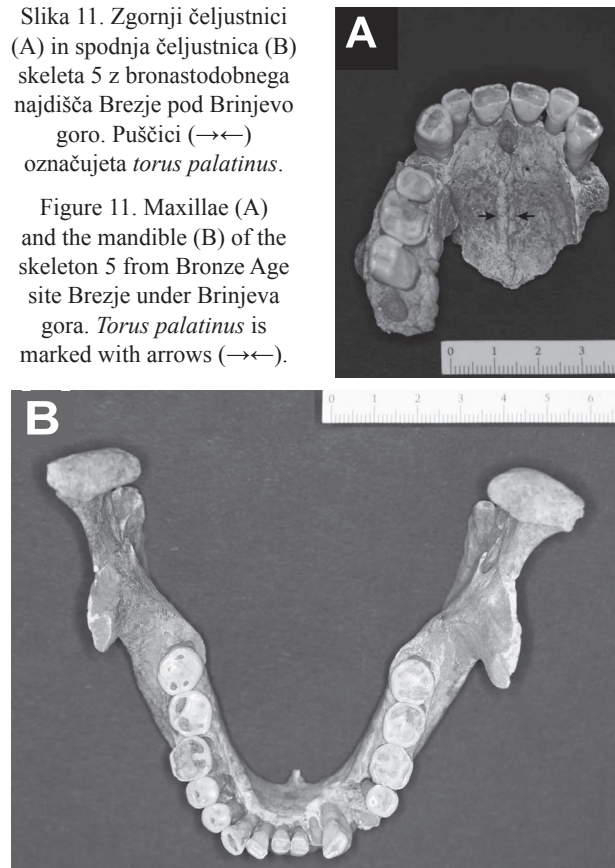 Slika 11. Zgornji čeljustnici
(A) in spodnja čeljustnica (B)
skeleta 5 z bronastodobnega
najdišča Brezje pod Brinjevo
goro. Puščici (→←)
označujeta torus palatinus.
Figure 11. Maxillae (A)
and the mandible (B) of the
skeleton 5 from Bronze Age
site Brezje under Brinjeva
gora. Torus palatinus is
marked with arrows (→←).
A
0 1 2 3
B
0 1 2 3 4 5 6